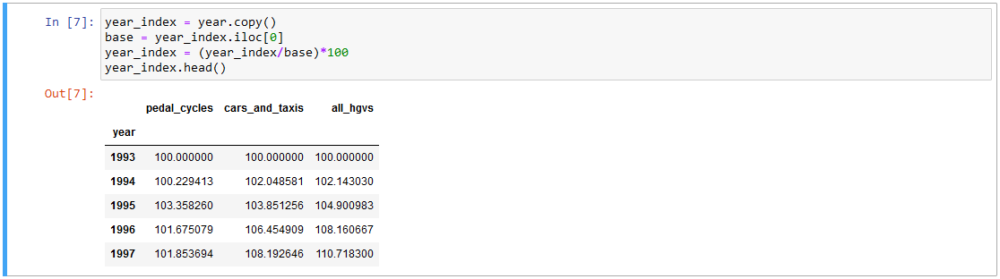 In [7]: year_index = year.copy()
base = year_index.iloc[0]
year_index = (year_index/base)*100
year_index.head()
Out[7]:
pedal_cycles cars_and_taxis all_hgvs
year
1993 100.000000 100.000000 100.000000
1994 100.229413 102.048581 102.143030
1995 103.358260 103.851256 104.900983
1996 101.675079 106.454909 108.160667
1997 101.853694 108.192646 110.718300